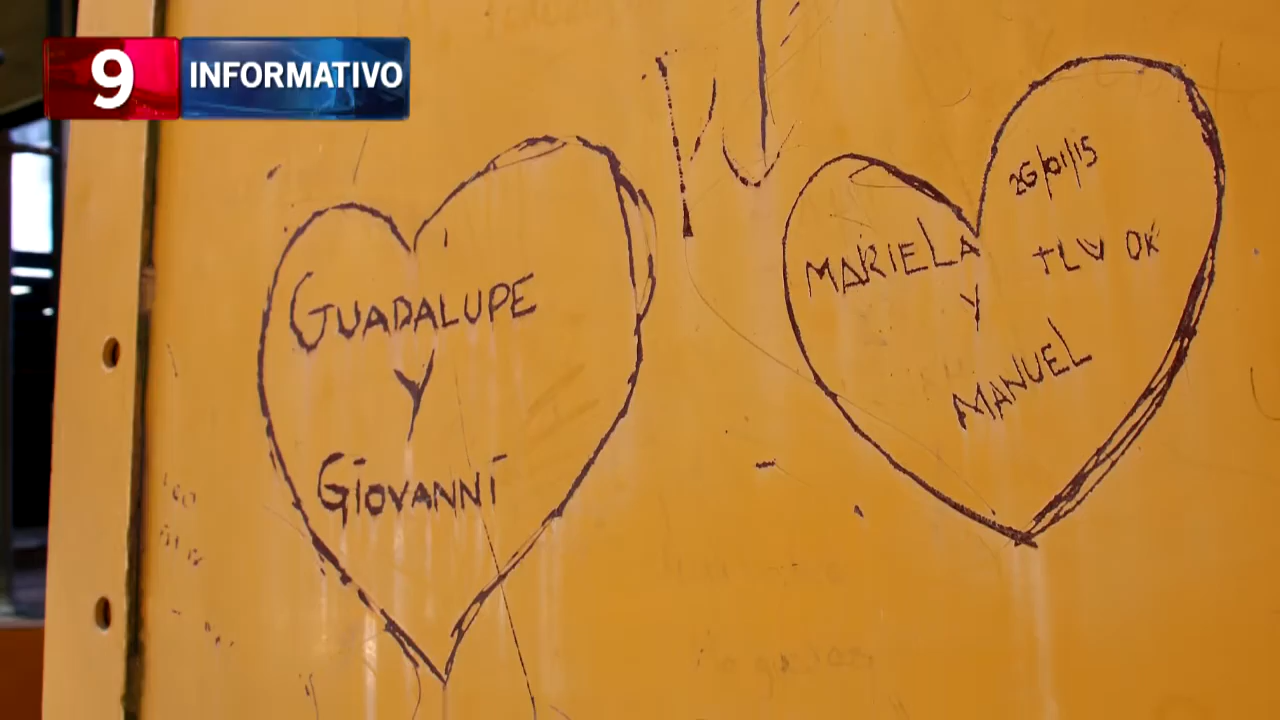 9 INFORMATIVO
GUADALUPE
Y
GIOVANNI
26/01/15
MARIELA
TLV OK
Y
MANUEL